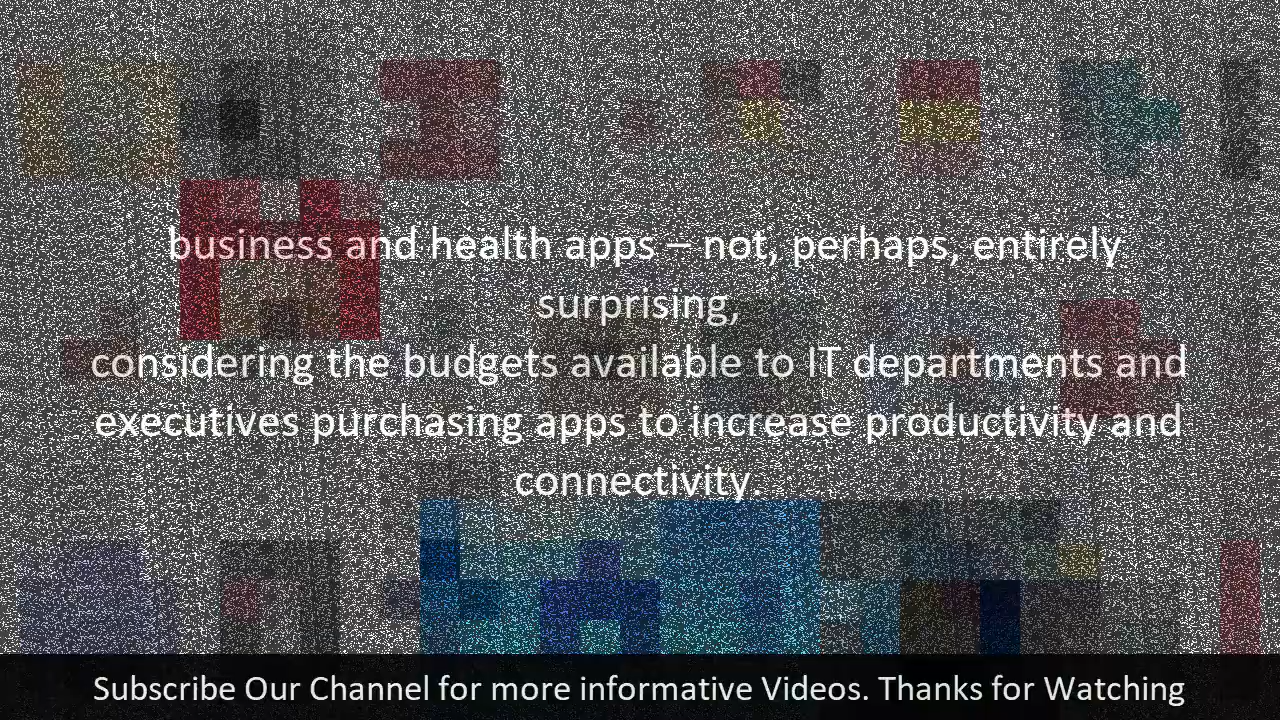 business and health apps – not, perhaps, entirely
surprising,
considering the budgets available to IT departments and
executives purchasing apps to increase productivity and
connectivity.
Subscribe Our Channel for more informative Videos. Thanks for Watching